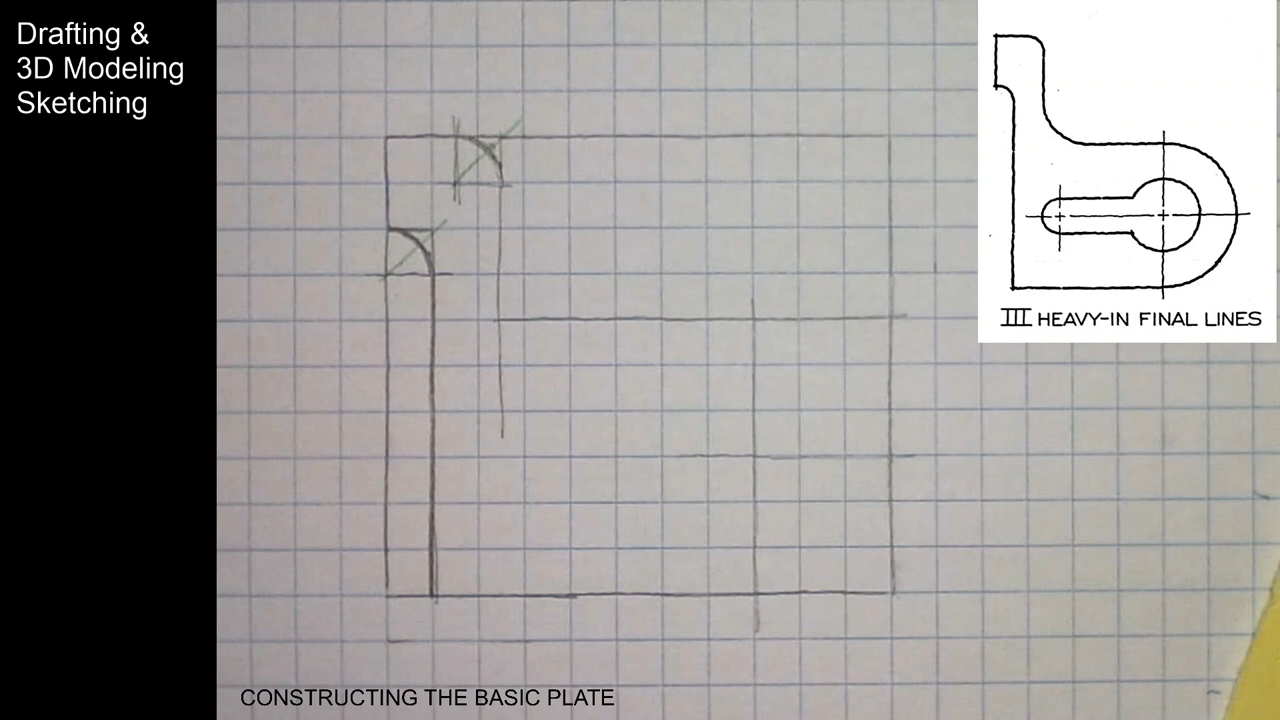 Drafting &
3D Modeling
Sketching
III HEAVY-IN FINAL LINES
CONSTRUCTING THE BASIC PLATE